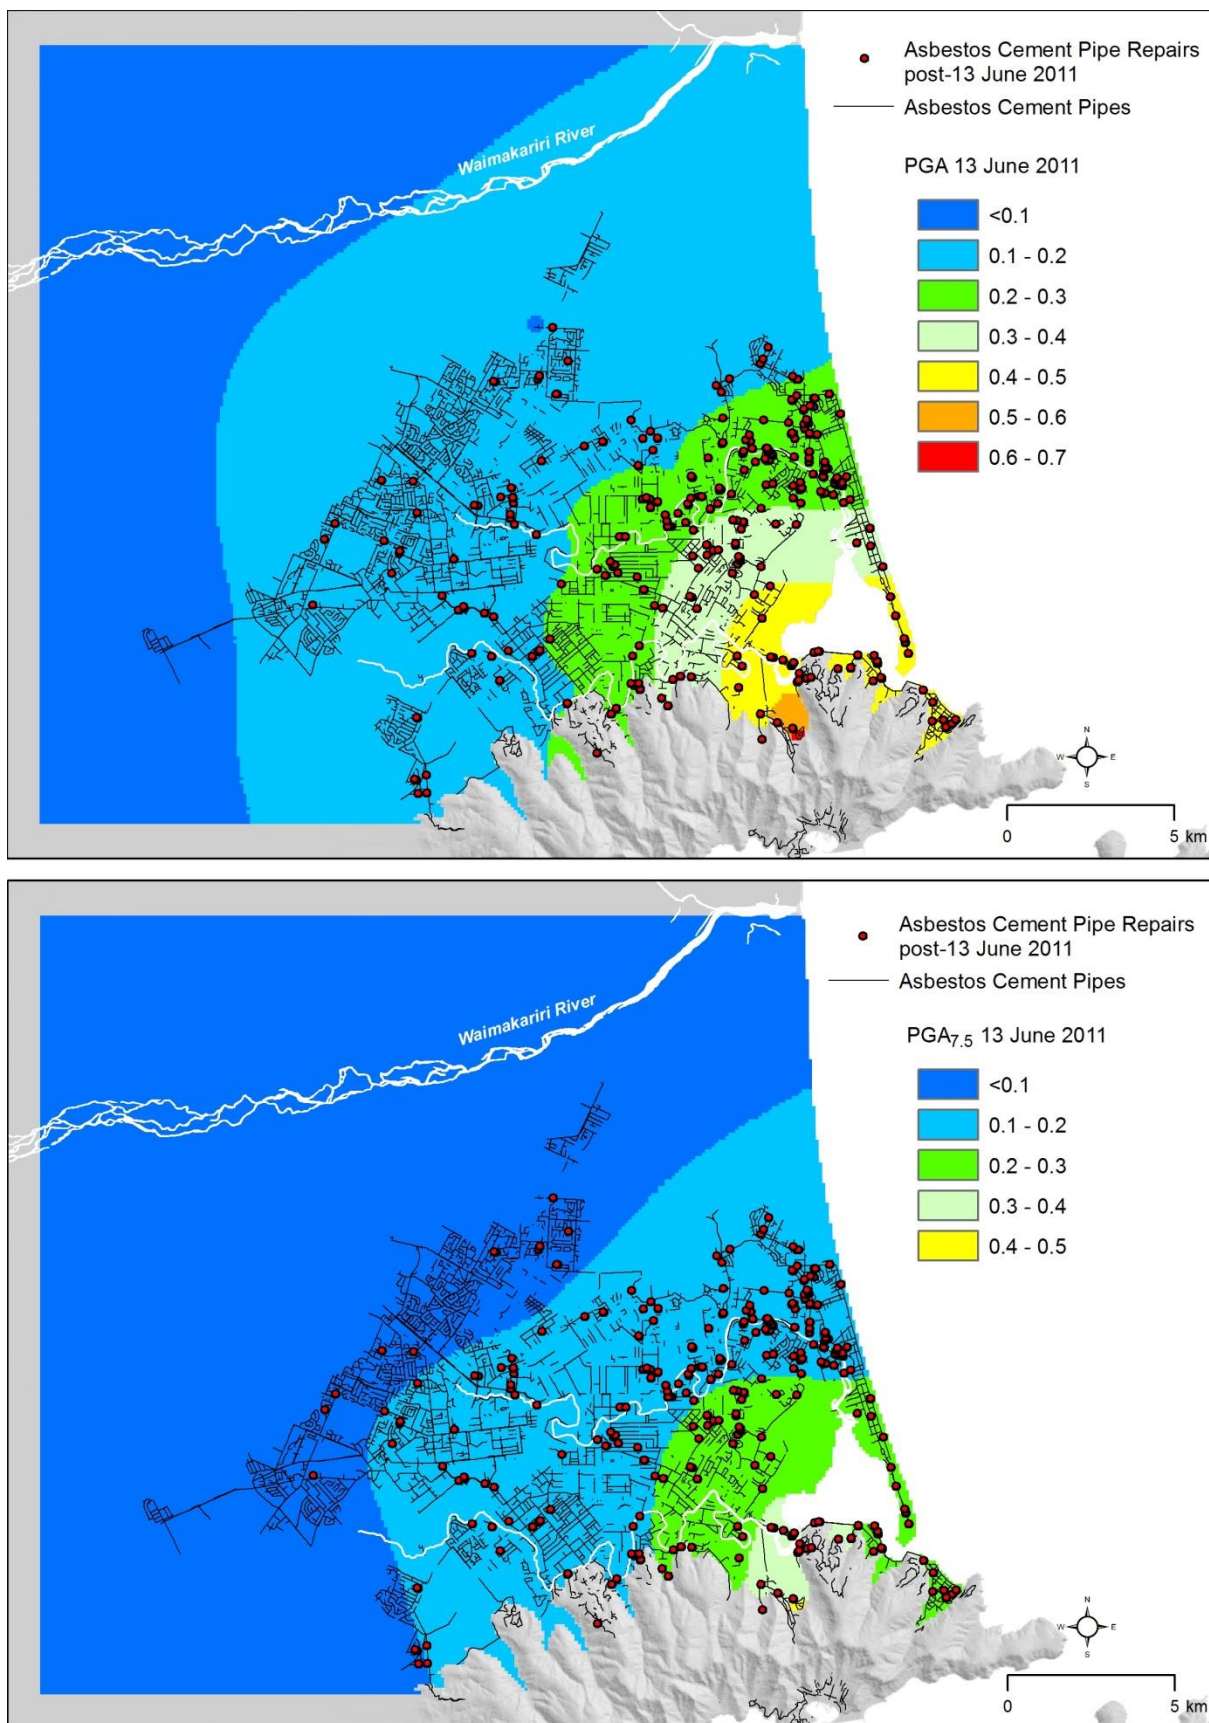 Asbestos Cement Pipe Repairs
post-13 June 2011
Asbestos Cement Pipes
Waimakariri River
PGA 13 June 2011
<0.1
0.1 - 0.2
0.2 - 0.3
0.3 - 0.4
0.4 - 0.5
0.5 - 0.6
0.6 - 0.7
N
W E
S
0 5 km
Asbestos Cement Pipe Repairs
post-13 June 2011
Asbestos Cement Pipes
Waimakariri River
PGA7.5 13 June 2011
<0.1
0.1 - 0.2
0.2 - 0.3
0.3 - 0.4
0.4 - 0.5
N
W E
S
0 5 km